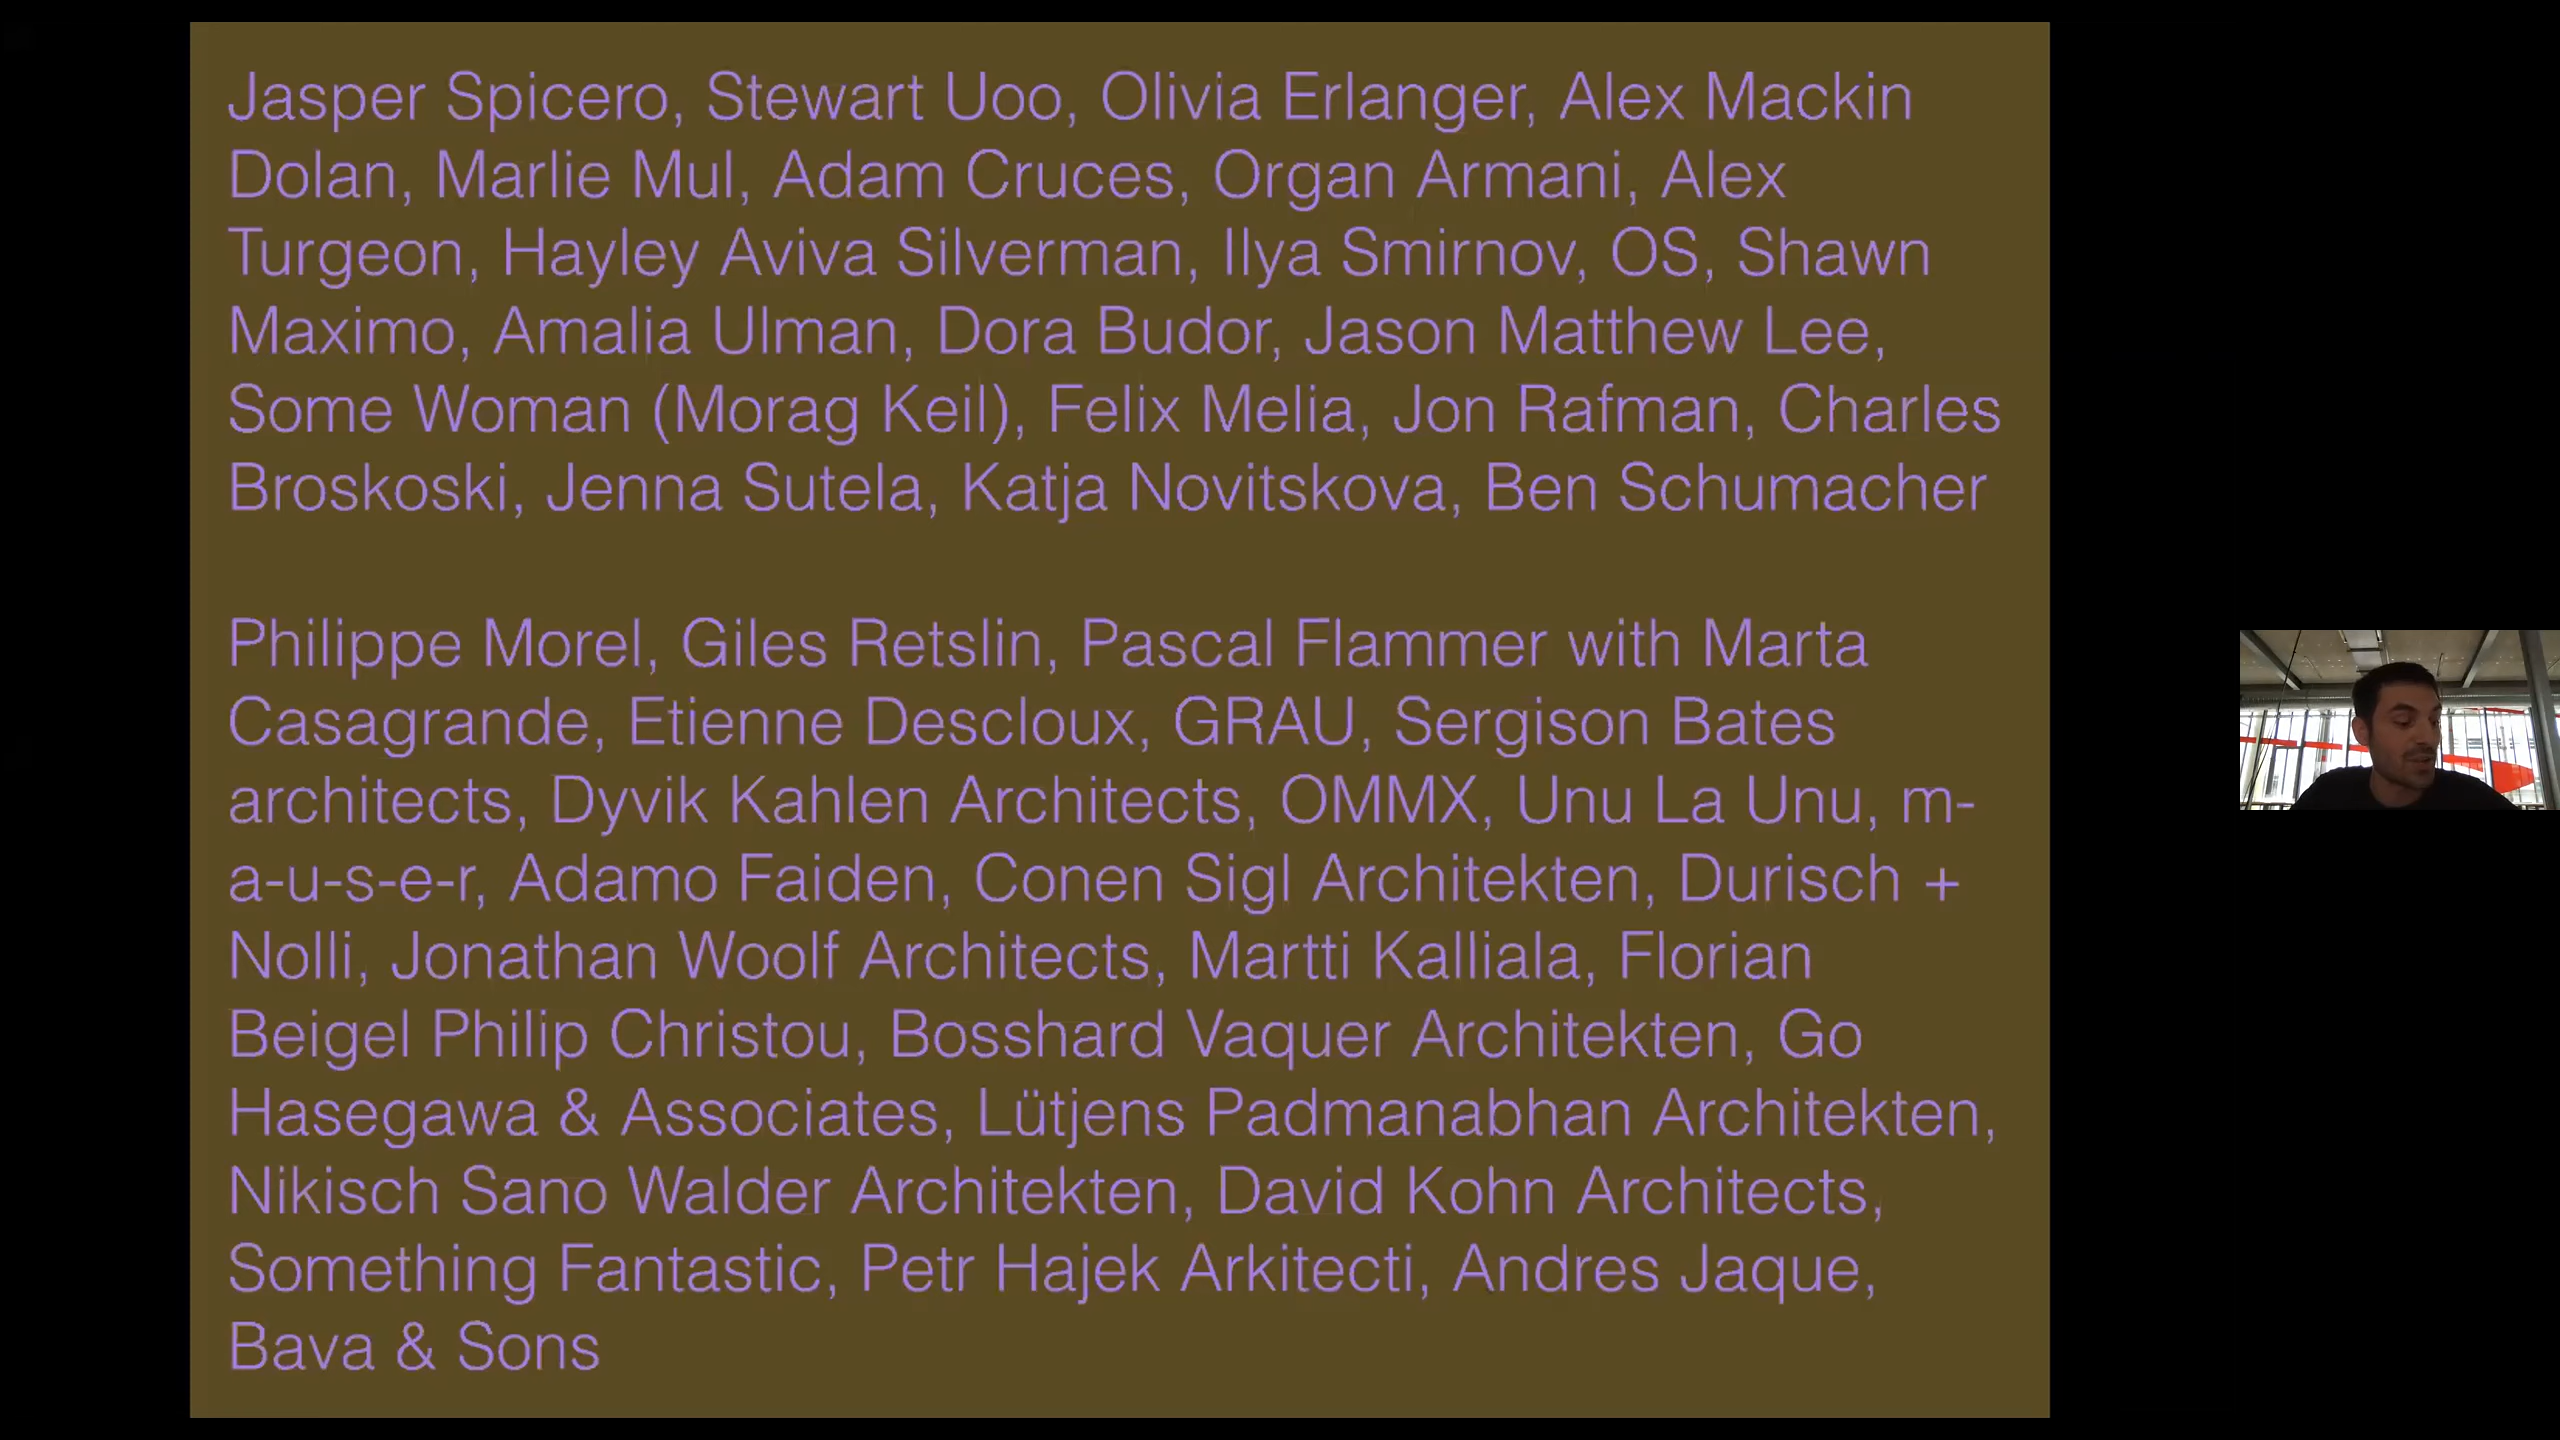 Jasper Spicero, Stewart Uoo, Olivia Erlanger, Alex Mackin
Dolan, Marlie Mul, Adam Cruces, Organ Armani, Alex
Turgeon, Hayley Aviva Silverman, Ilya Smirnov, OS, Shawn
Maximo, Amalia Ulman, Dora Budor, Jason Matthew Lee,
Some Woman (Morag Keil), Felix Melia, Jon Rafman, Charles
Broskoski, Jenna Sutela, Katja Novitskova, Ben Schumacher
Philippe Morel, Giles Retslin, Pascal Flammer with Marta
Casagrande, Etienne Descloux, GRAU, Sergison Bates
architects, Dyvik Kahlen Architects, OMMX, Unu La Unu, m-
a-u-s-e-r, Adamo Faiden, Conen Sigl Architekten, Durisch +
Nolli, Jonathan Woolf Architects, Martti Kalliala, Florian
Beigel Philip Christou, Bosshard Vaquer Architekten, Go
Hasegawa & Associates, Lütjens Padmanabhan Architekten,
Nikisch Sano Walder Architekten, David Kohn Architects,
Something Fantastic, Petr Hajek Arkitecti, Andres Jaque,
Bava & Sons